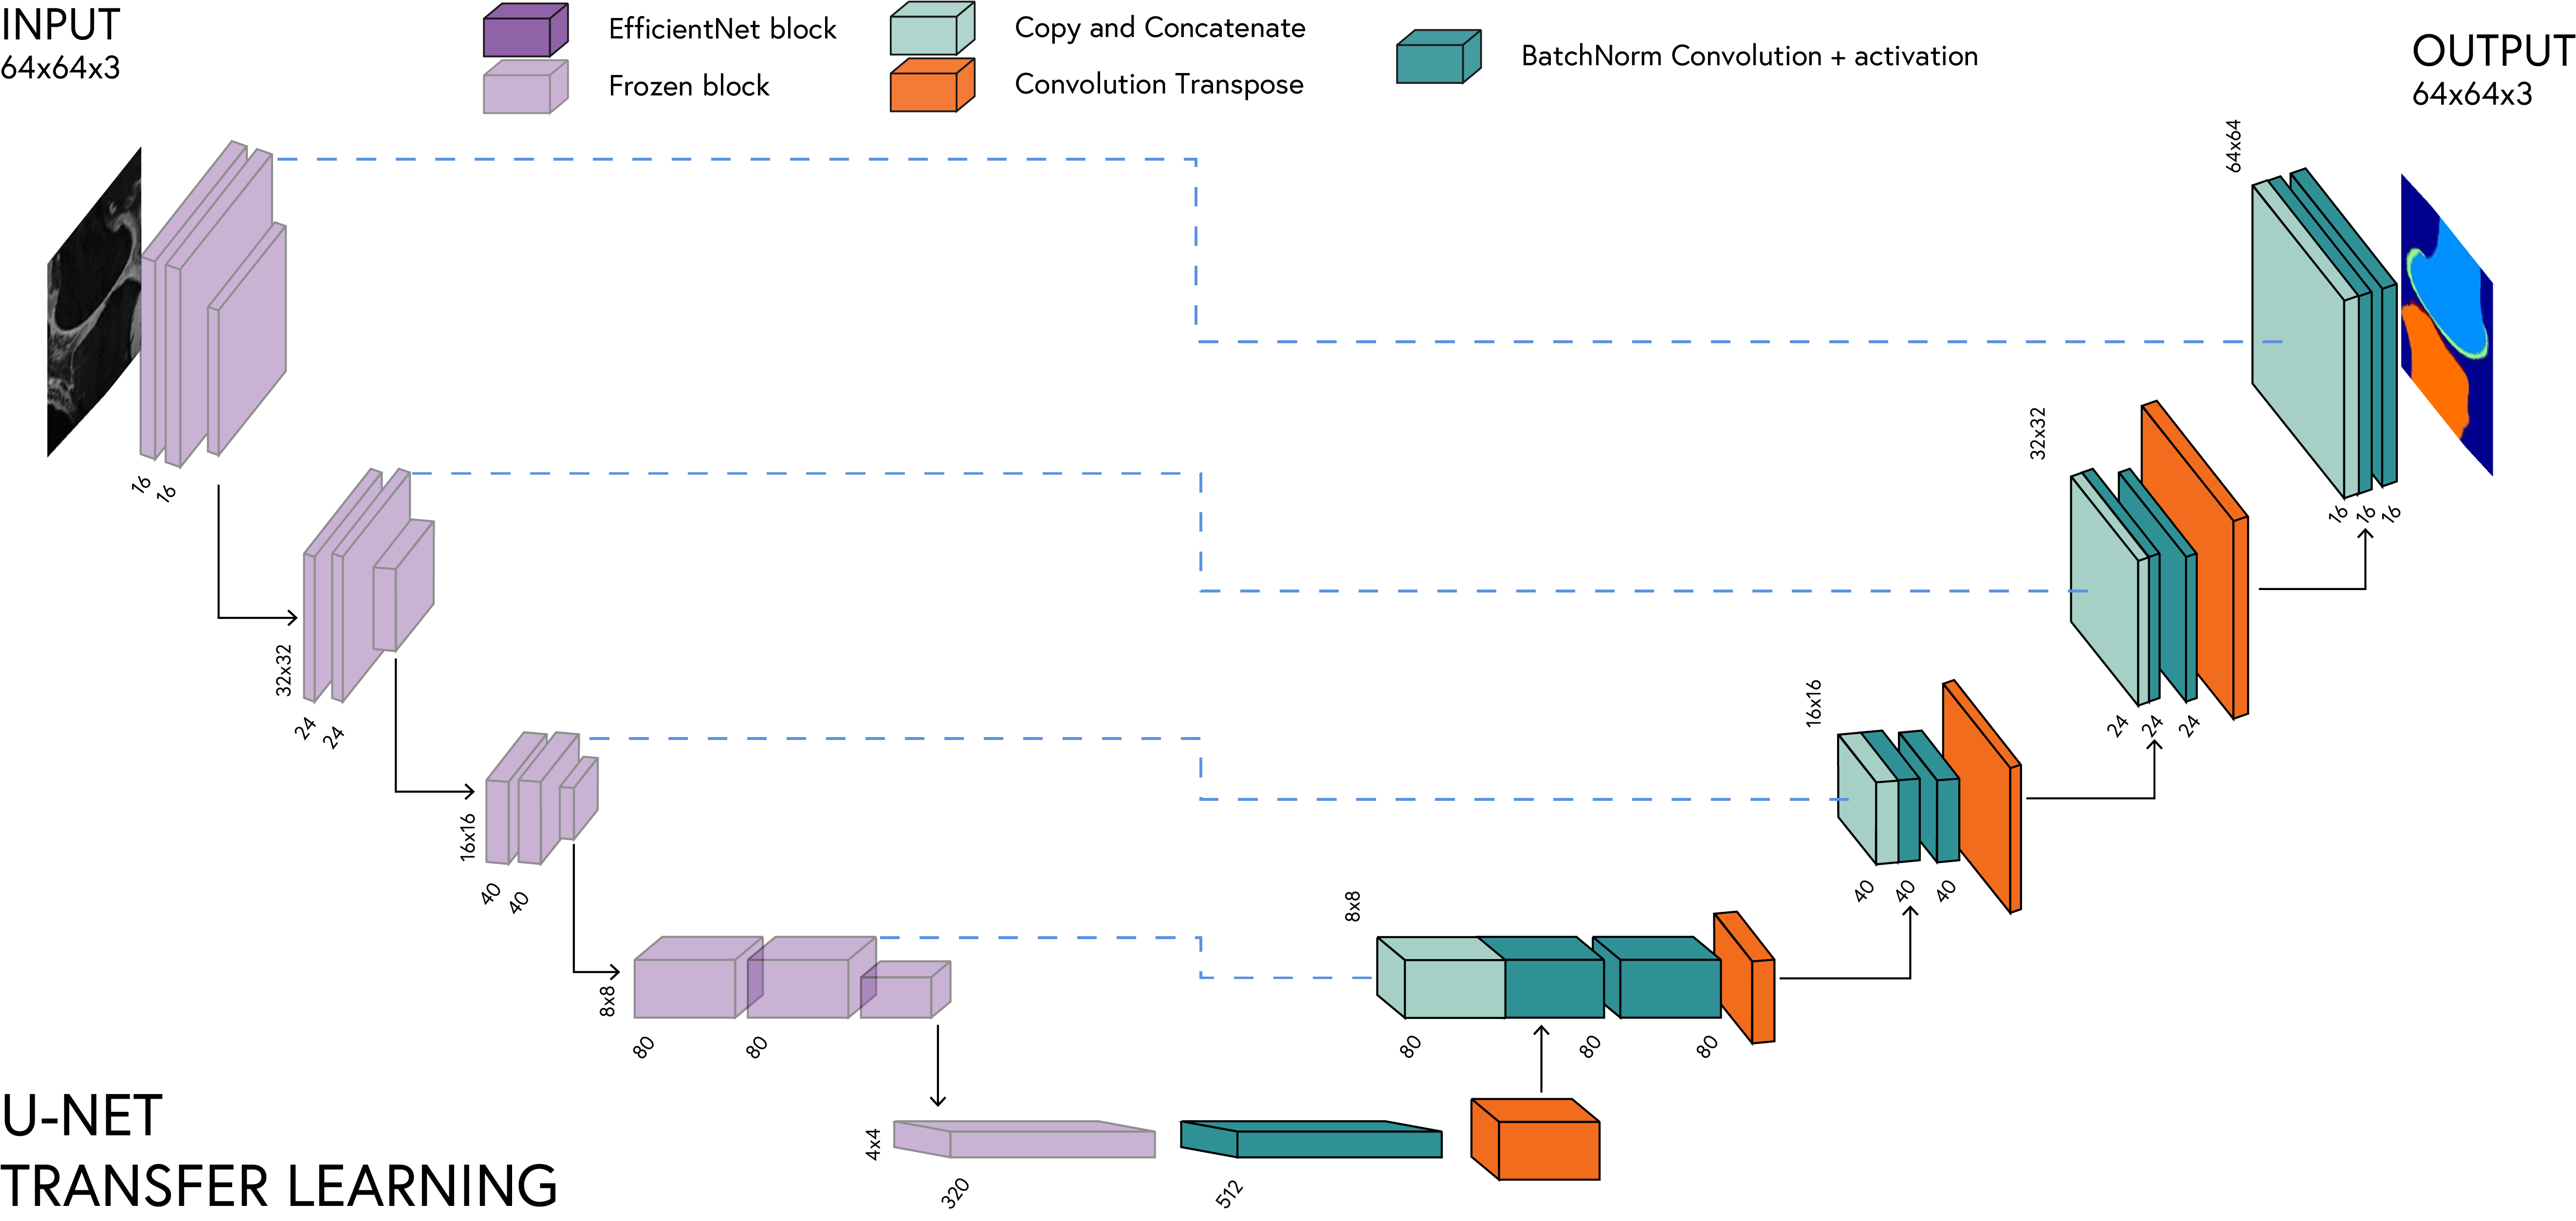 INPUT
64x64x3
EfficientNet block
Frozen block
Copy and Concatenate
Convolution Transpose
BatchNorm Convolution + activation
OUTPUT
64x64x3
16
16
32x32
24
24
16x16
40
40
8x8
80
80
4x4
320
512
8x8
80
80
80
16x16
40
40
40
32x32
24
24
24
64x64
16
16
16
U-NET
TRANSFER LEARNING